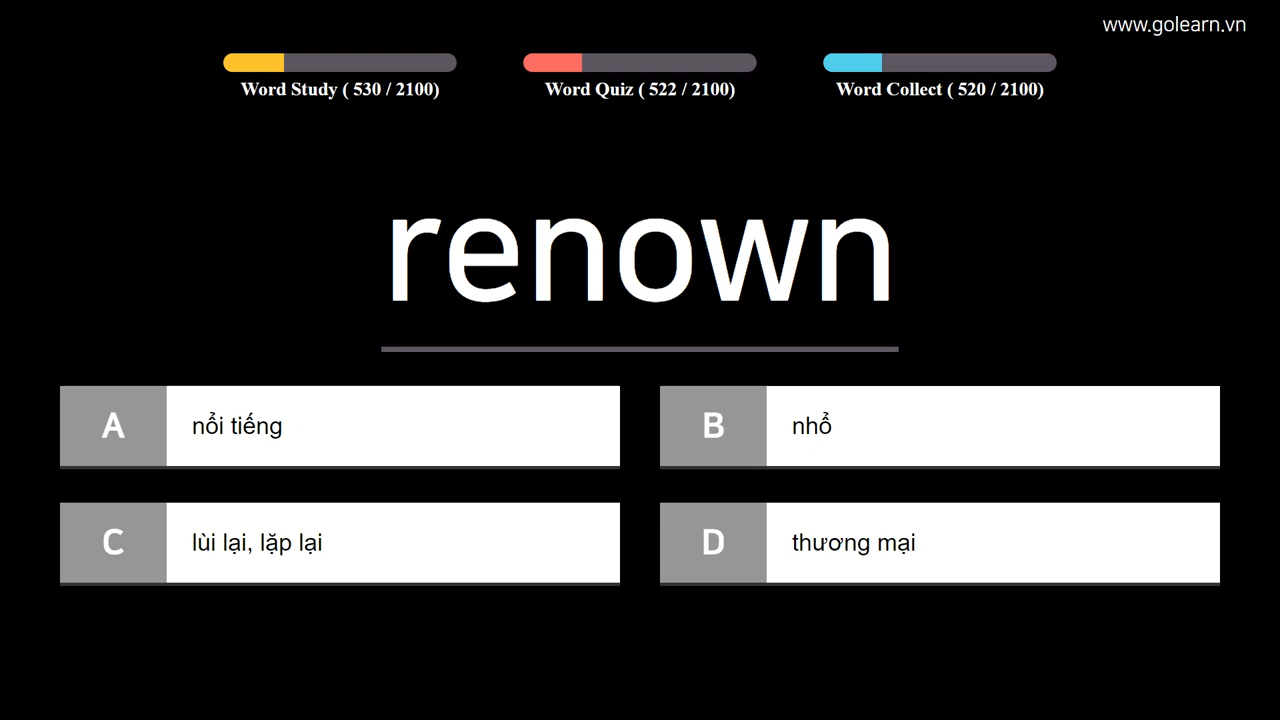 www.golearn.vn
Word Study ( 530 / 2100)
Word Quiz ( 522 / 2100)
Word Collect ( 520 / 2100)
renown
A nổi tiếng
B nhổ
C lùi lại, lặp lại
D thương mại